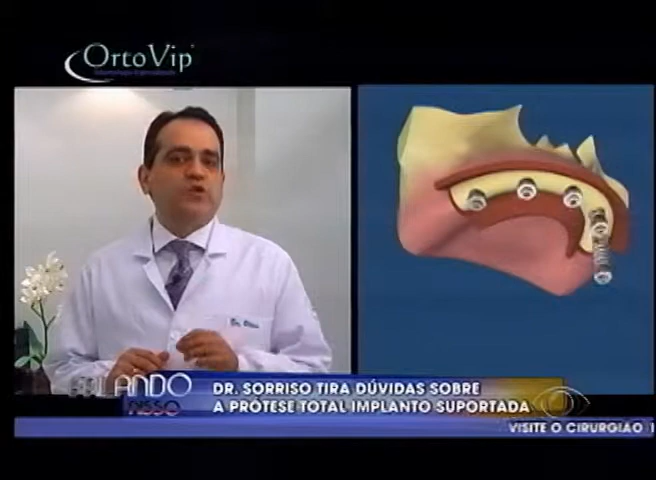 OrtoVip
FALANDO
NISSO
DR. SORRISO TIRA DÚVIDAS SOBRE
A PRÓTESE TOTAL IMPLANTO SUPORTADA
VISITE O CIRURGIÃO